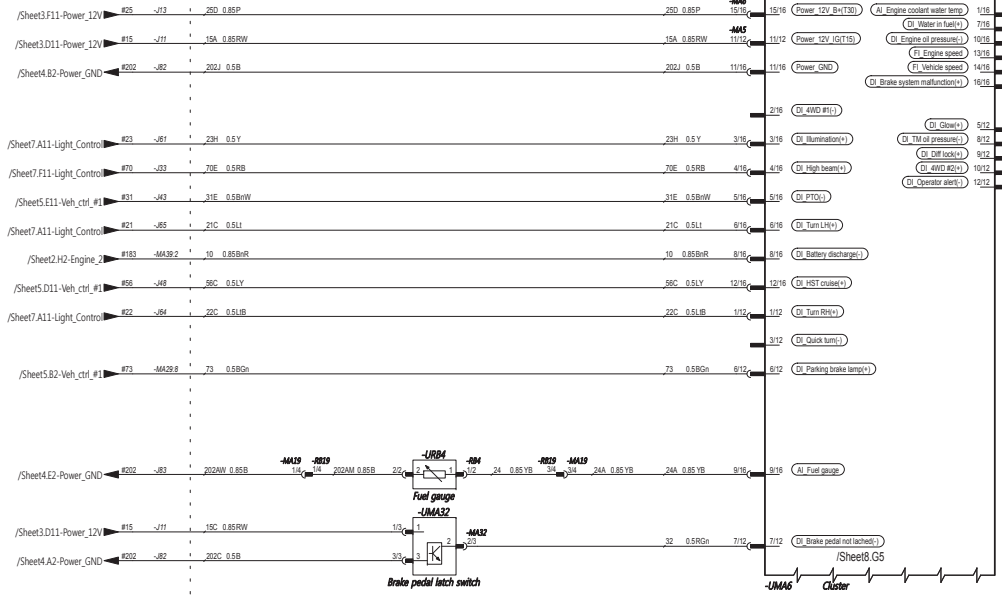 -MA6
/Sheet3.F11-Power_12V #25 -J13 25D 0.85P 25D 0.85P 15/16 15/16 Power_12V_B+(T30) AI_Engine coolant water temp 1/16
DI_Water in fuel(+) 7/16
-MA5
/Sheet3.D11-Power_12V #15 -J11 15A 0.85RW 15A 0.85RW 11/12 11/12 Power_12V_IG(T15) DI_Engine oil pressure(-) 10/16
FI_Engine speed 13/16
/Sheet4.B2-Power_GND #202 -J82 202J 0.5B 202J 0.5B 11/16 11/16 Power_GND FI_Vehicle speed 14/16
DI_Brake system malfunction(+) 16/16
2/16 DI_4WD #1(-)
DI_Glow(+) 5/12
/Sheet7.A11-Light_Control #23 -J61 23H 0.5Y 23H 0.5Y 3/16 3/16 DI_Illumination(+) DI_TM oil pressure(-) 8/12
DI_Diff lock(+) 9/12
/Sheet7.F11-Light_Control #70 -J33 70E 0.5RB 70E 0.5RB 4/16 4/16 DI_High beam(+) DI_4WD #2(+) 10/12
DI_Operator alert(-) 12/12
/Sheet5.E11-Veh_ctrl_#1 #31 -J43 31E 0.5BnW 31E 0.5BnW 5/16 5/16 DI_PTO(-)
/Sheet7.A11-Light_Control #21 -J65 21C 0.5Lt 21C 0.5Lt 6/16 6/16 DI_Turn LH(+)
/Sheet2.H2-Engine_2 #183 -MA39:2 10 0.85BnR 10 0.85BnR 8/16 8/16 DI_Battery discharge(-)
/Sheet5.D11-Veh_ctrl_#1 #56 -J48 56C 0.5LY 56C 0.5LY 12/16 12/16 DI_HST cruise(+)
/Sheet7.A11-Light_Control #22 -J64 22C 0.5LtB 22C 0.5LtB 1/12 1/12 DI_Turn RH(+)
3/12 DI_Quick turn(-)
/Sheet5.B2-Veh_ctrl_#1 #73 -MA29:8 73 0.5BGn 73 0.5BGn 6/12 6/12 DI_Parking brake lamp(+)
-URB4
-MA19 -RB19 -RB4 -RB19 -MA19
/Sheet4.E2-Power_GND #202 -J83 202AW 0.85B 1/4 1/4 202AM 0.85B 2/2 2 1 1/2 24 0.85YB 3/4 3/4 24A 0.85YB 24A 0.85YB 9/16 9/16 AI_Fuel gauge
Fuel gauge
-UMA32
/Sheet3.D11-Power_12V #15 -J11 15C 0.85RW 1/3 1
-MA32
2 2/3 32 0.5RGn 7/12 7/12 DI_Brake pedal not lached(-)
/Sheet4.A2-Power_GND #202 -J82 202C 0.5B 3/3 3
/Sheet8.G5
Brake pedal latch switch
-UMA6 Cluster